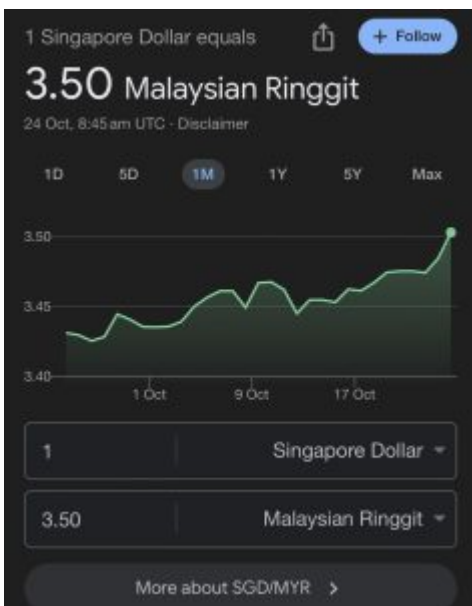 1 Singapore Dollar equals
+ Follow
3.50 Malaysian Ringgit
24 Oct, 8:45 am UTC · Disclaimer
1D 5D 1M 1Y 5Y Max
3.50
3.45
3.40
1 Oct 9 Oct 17 Oct
1 Singapore Dollar
3.50 Malaysian Ringgit
More about SGD/MYR >